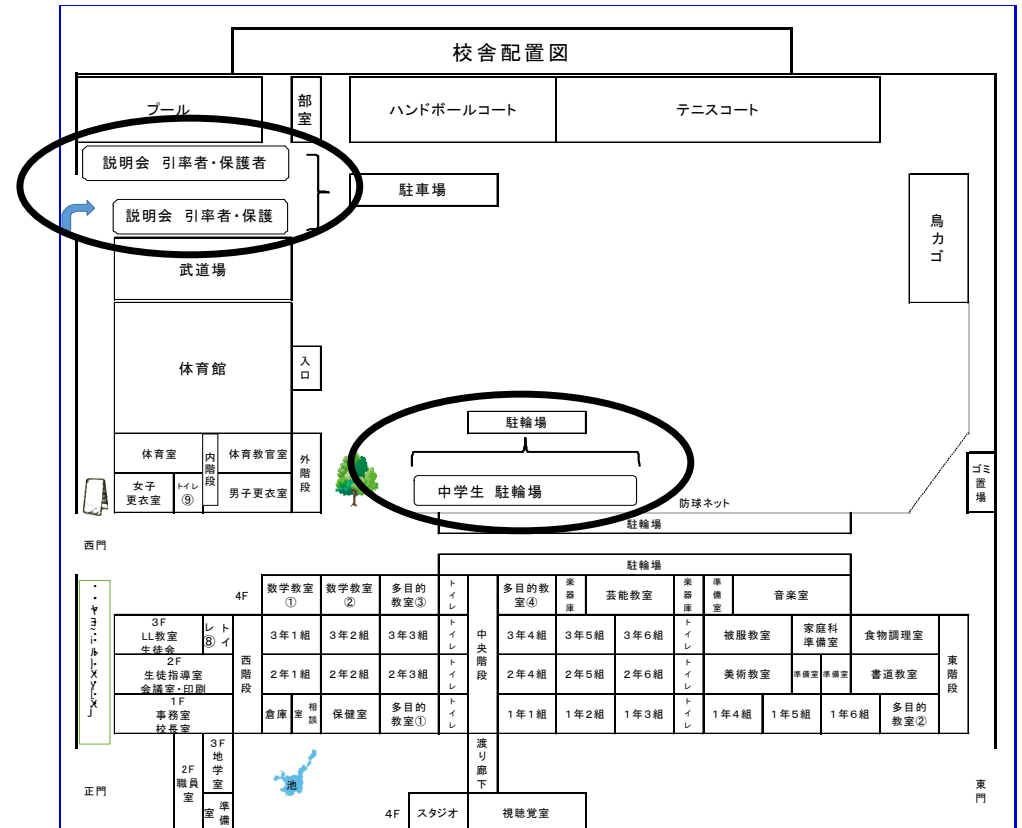 校舎配置図
プール
部室
ハンドボールコート
テニスコート
説明会 引率者・保護者
駐車場
説明会 引率者・保護
鳥カゴ
武道場
体育館
入口
駐輪場
体育室
内階段
体育教官室
外階段
中学生 駐輪場
ゴミ置場
女子
更衣室
トイレ
⑨
男子更衣室
防球ネット
駐輪場
西門
駐輪場
4F
数学教室
①
数学教室
②
多目的
教室③
トイレ
多目的教
室④
楽器庫
芸能教室
楽器庫
準備室
音楽室
3F
LL教室
生徒会
トイレ
⑧
西階段
3年1組
3年2組
3年3組
トイレ
中央階段
3年4組
3年5組
3年6組
トイレ
被服教室
家庭科
準備室
食物調理室
東階段
2F
生徒指導室
会議室・印刷
2年1組
2年2組
2年3組
トイレ
2年4組
2年5組
2年6組
トイレ
美術教室
準備室
準備室
書道教室
1F
事務室
校長室
倉庫
相談室
保健室
多目的
教室①
トイレ
1年1組
1年2組
1年3組
トイレ
1年4組
1年5組
1年6組
多目的
教室②
渡り廊下
正門
2F
職員室
3F
地学室
準備室
池
東門
4F
スタジオ
視聴覚室